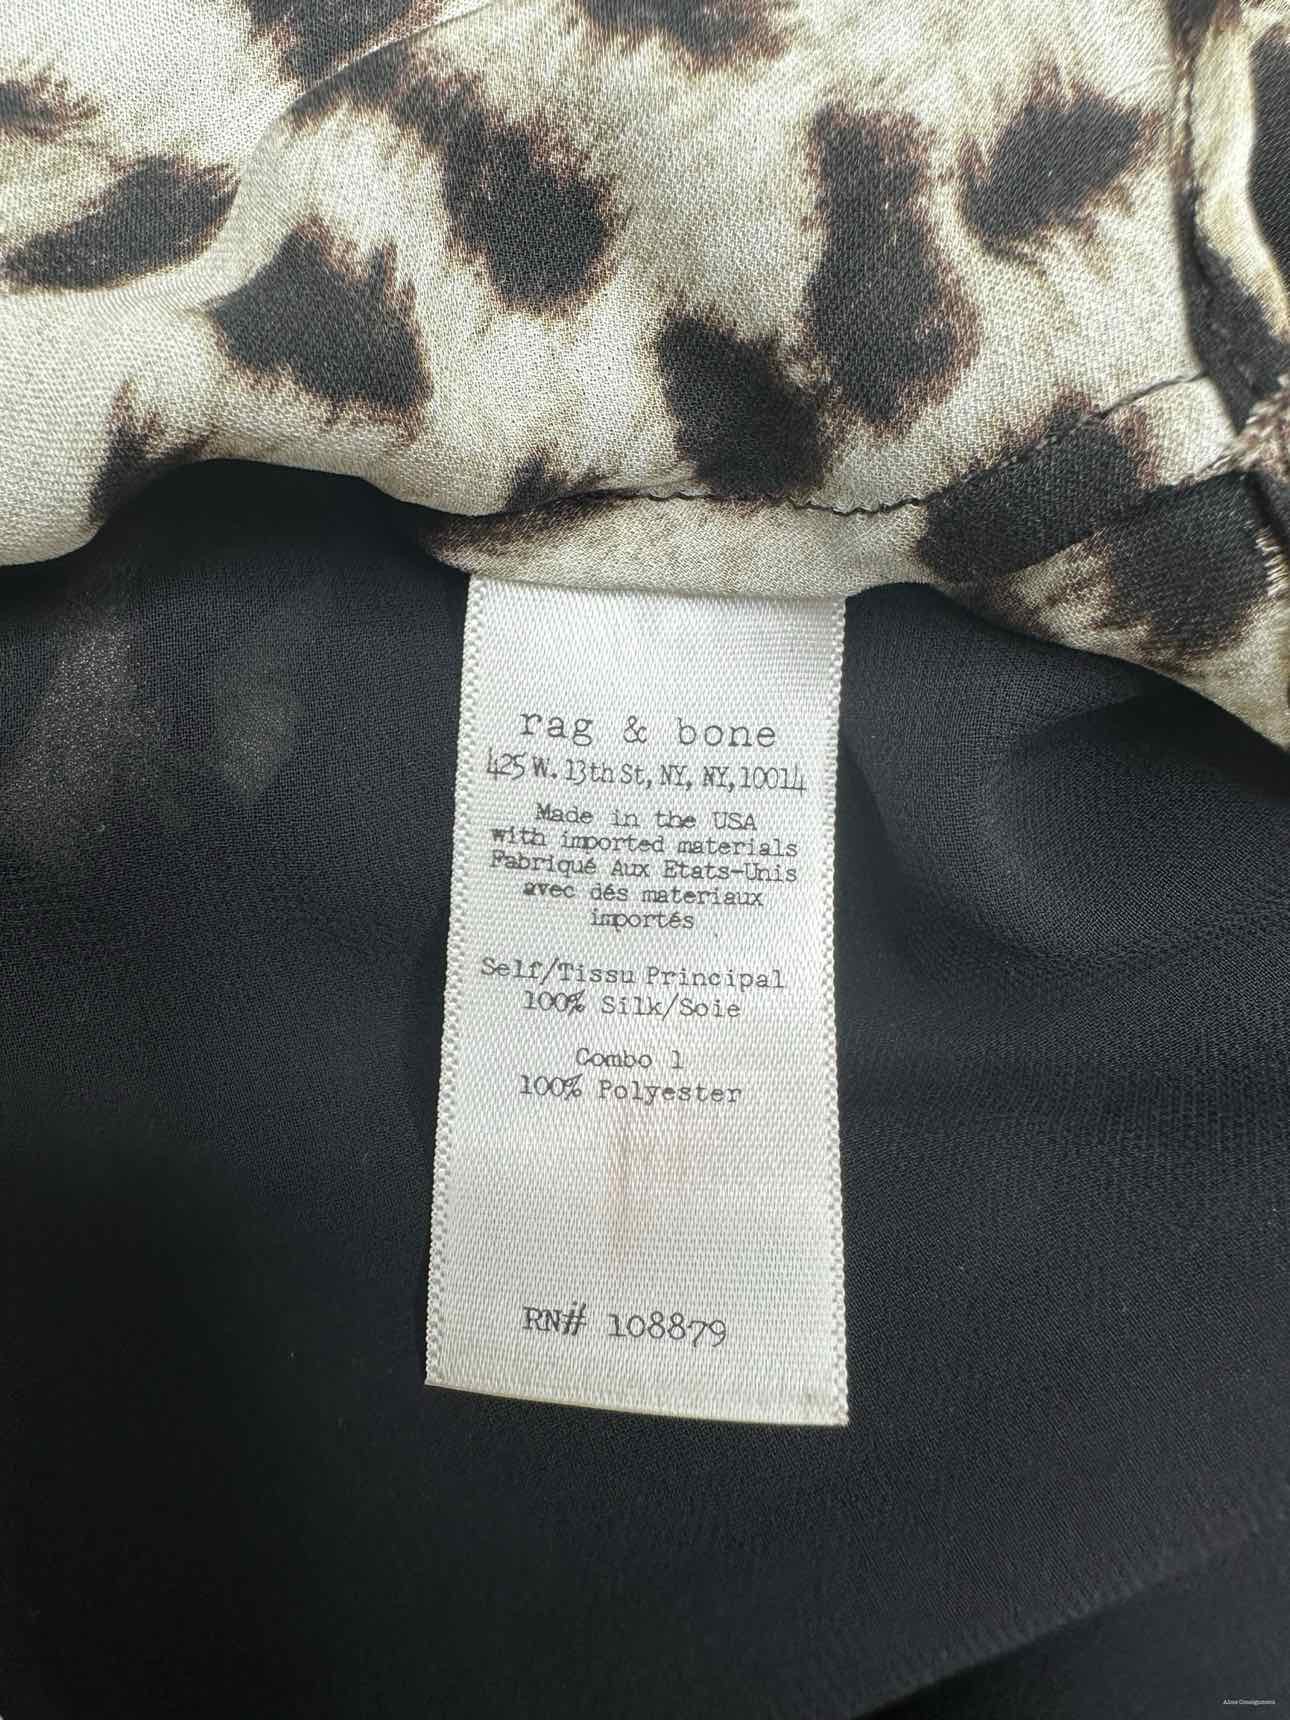 rag & bone
425 W. 13th St, NY, NY, 10014
Made in the USA
with imported materials
Fabriqué Aux Etats-Unis
avec dés materiaux
importés
Self/Tissu Principal
100% Silk/Soie
Combo 1
100% Polyester
RN# 108879